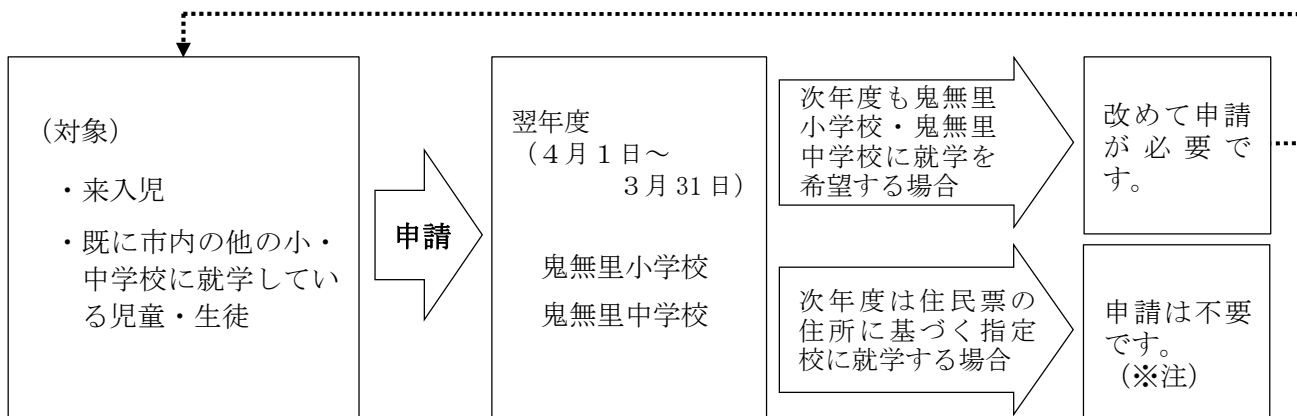 （対象）
・来入児
・既に市内の他の小・
中学校に就学してい
る児童・生徒
申請
翌年度
（４月１日～
３月31日）
鬼無里小学校
鬼無里中学校
次年度も鬼無里
小学校・鬼無里
中学校に就学を
希望する場合
改めて申請
が必要で
す。
次年度は住民票の
住所に基づく指定
校に就学する場合
申請は不要
です。
（※注）